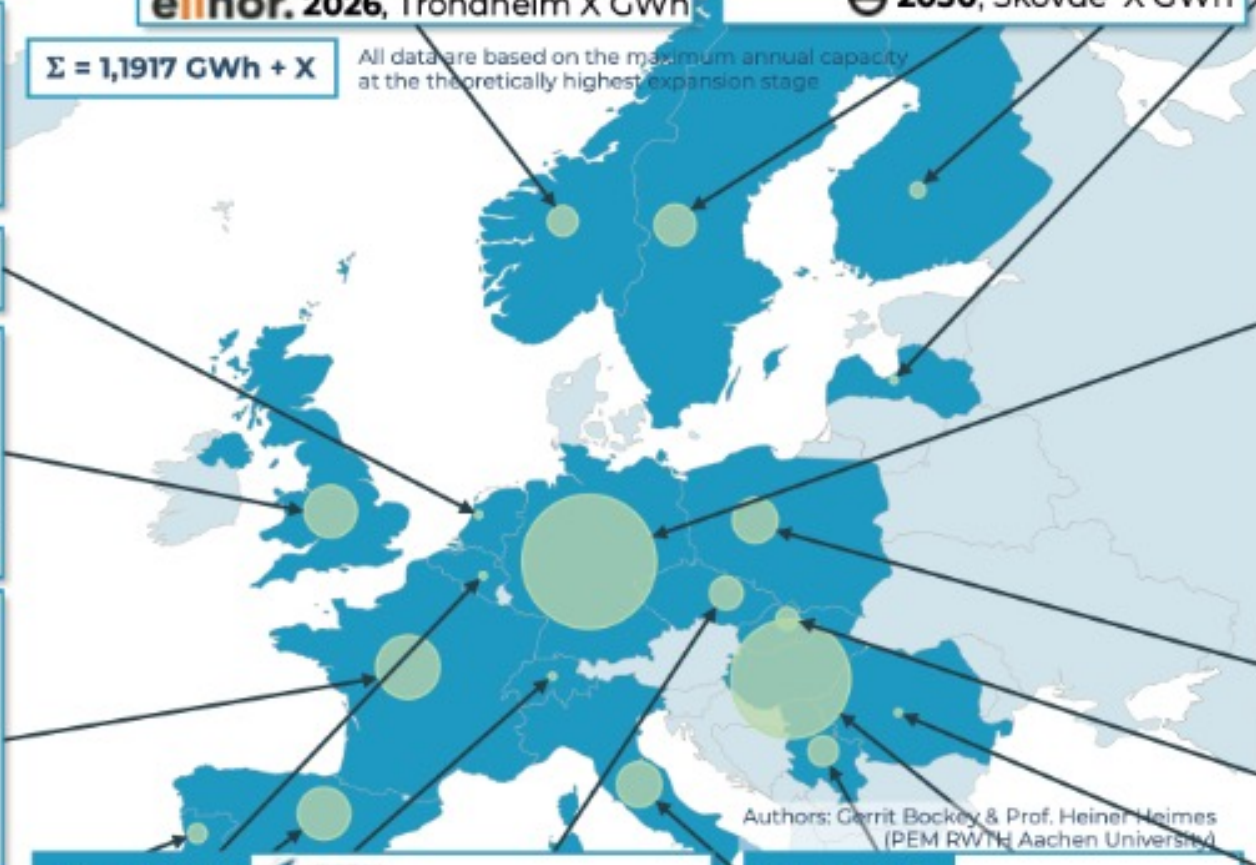 elinor. 2026, Trondheim X GWh
2030, Skövde X GWh
Σ = 1,1917 GWh + X
All data are based on the maximum annual capacity
at the theoretically highest expansion stage
Authors: Gerrit Bockey & Prof. Heiner Heimes
(PEM RWTH Aachen University)